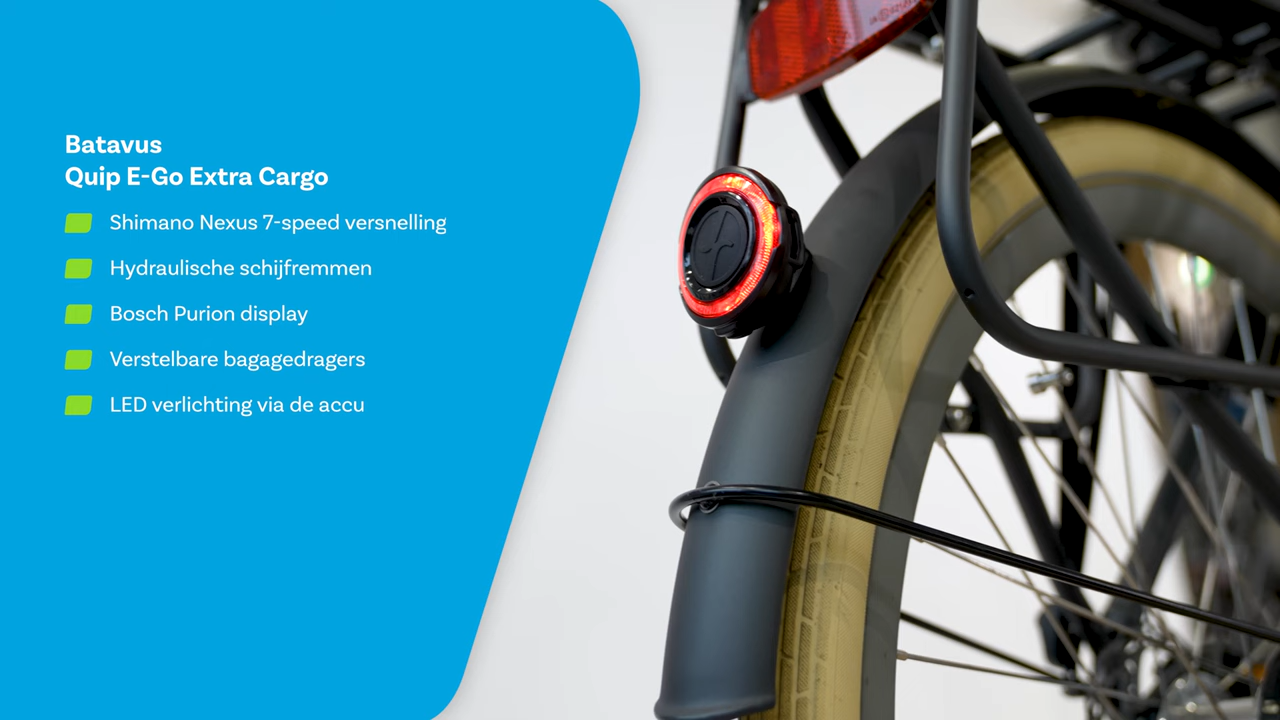 Batavus
Quip E-Go Extra Cargo
Shimano Nexus 7-speed versnelling
Hydraulische schijfremmen
Bosch Purion display
Verstelbare bagagedragers
LED verlichting via de accu